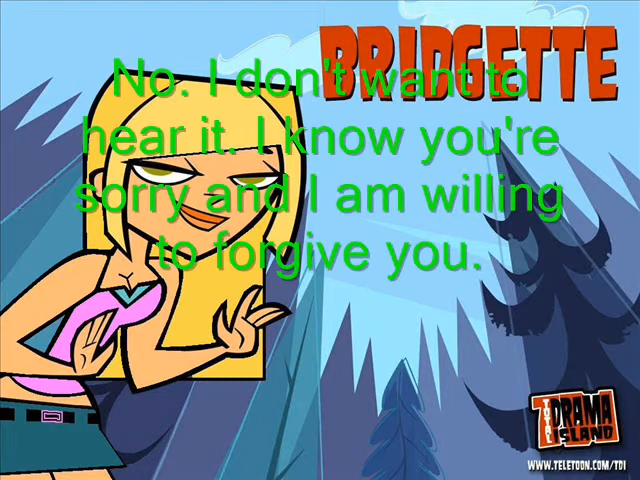 BRIDGETTE
No. I don't want to
hear it. I know you're
sorry and I am willing
to forgive you.
TOTAL
DRAMA
ISLAND
WWW.TELETOON.COM/TDI